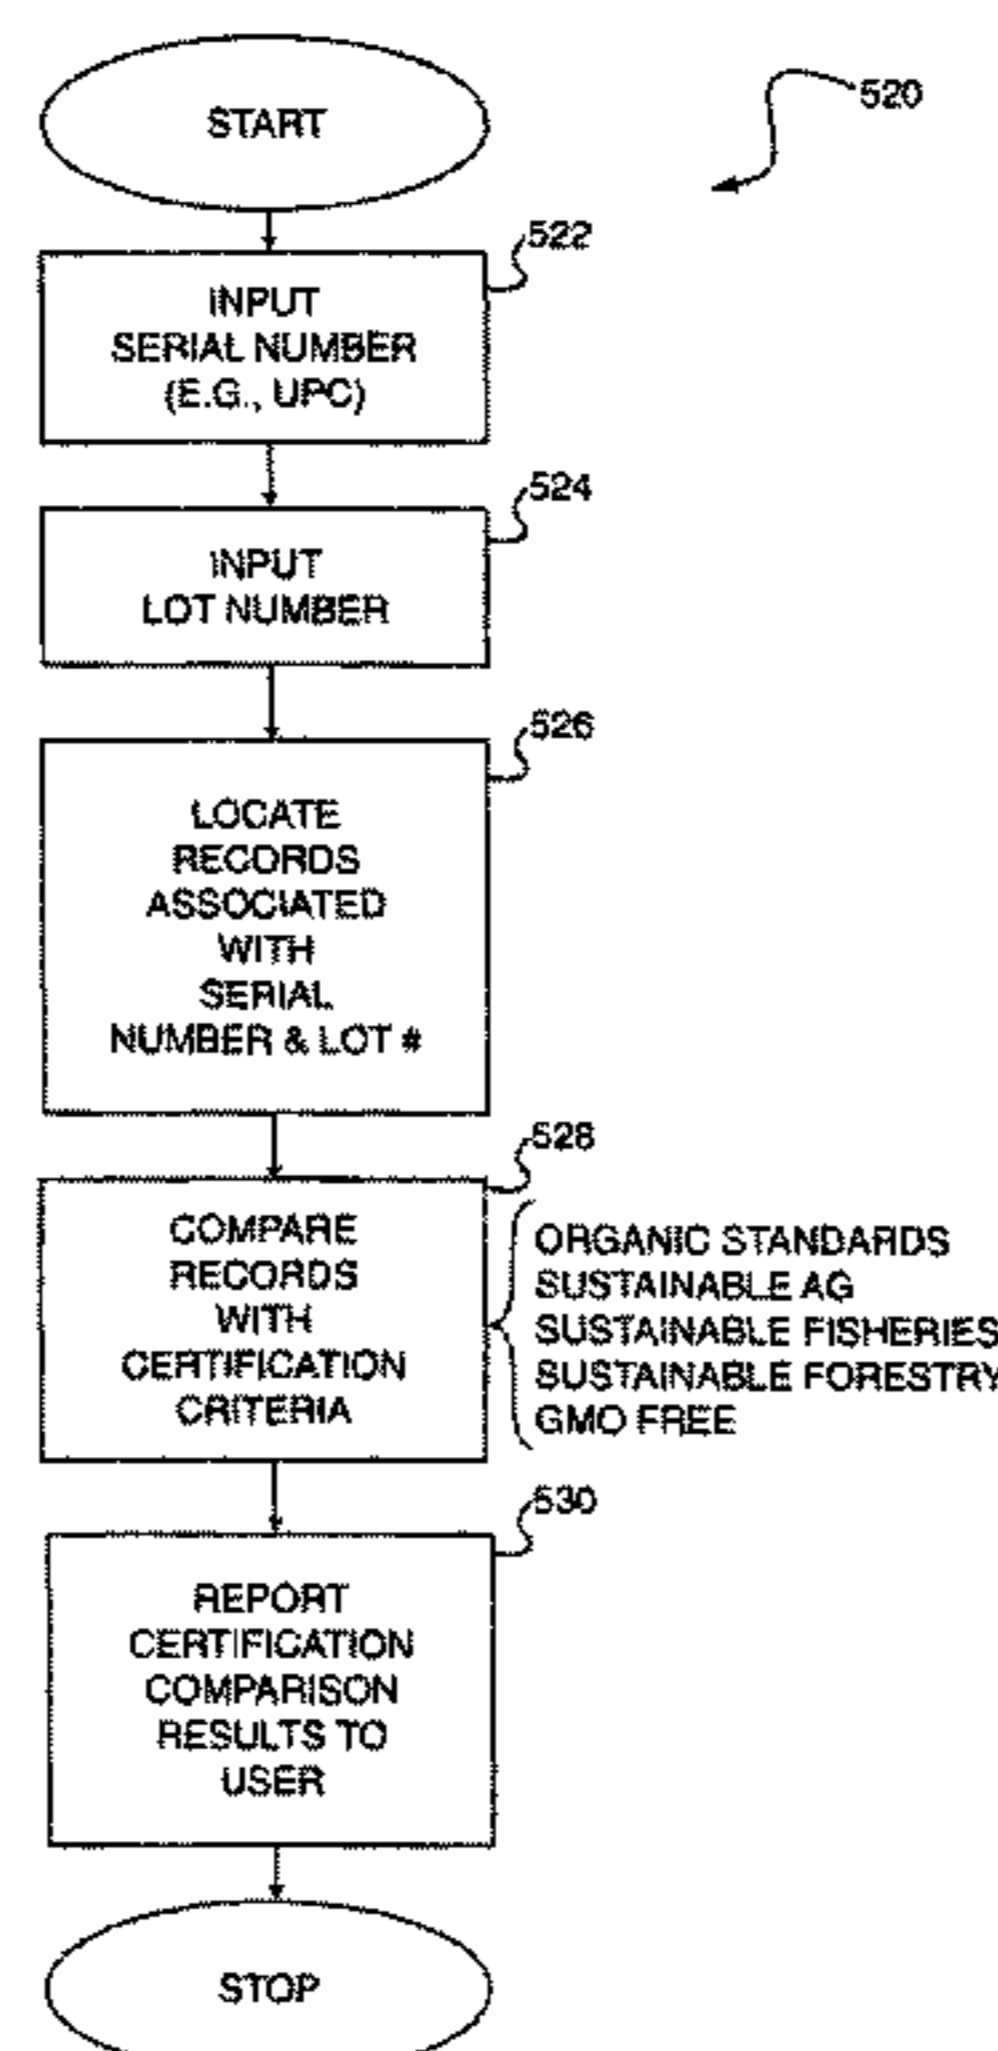 START
520
522
INPUT
SERIAL NUMBER
(E.G., UPC)
524
INPUT
LOT NUMBER
526
LOCATE
RECORDS
ASSOCIATED
WITH
SERIAL
NUMBER & LOT #
528
COMPARE
RECORDS
WITH
CERTIFICATION
CRITERIA
ORGANIC STANDARDS
SUSTAINABLE AG
SUSTAINABLE FISHERIES
SUSTAINABLE FORESTRY
GMO FREE
530
REPORT
CERTIFICATION
COMPARISON
RESULTS TO
USER
STOP